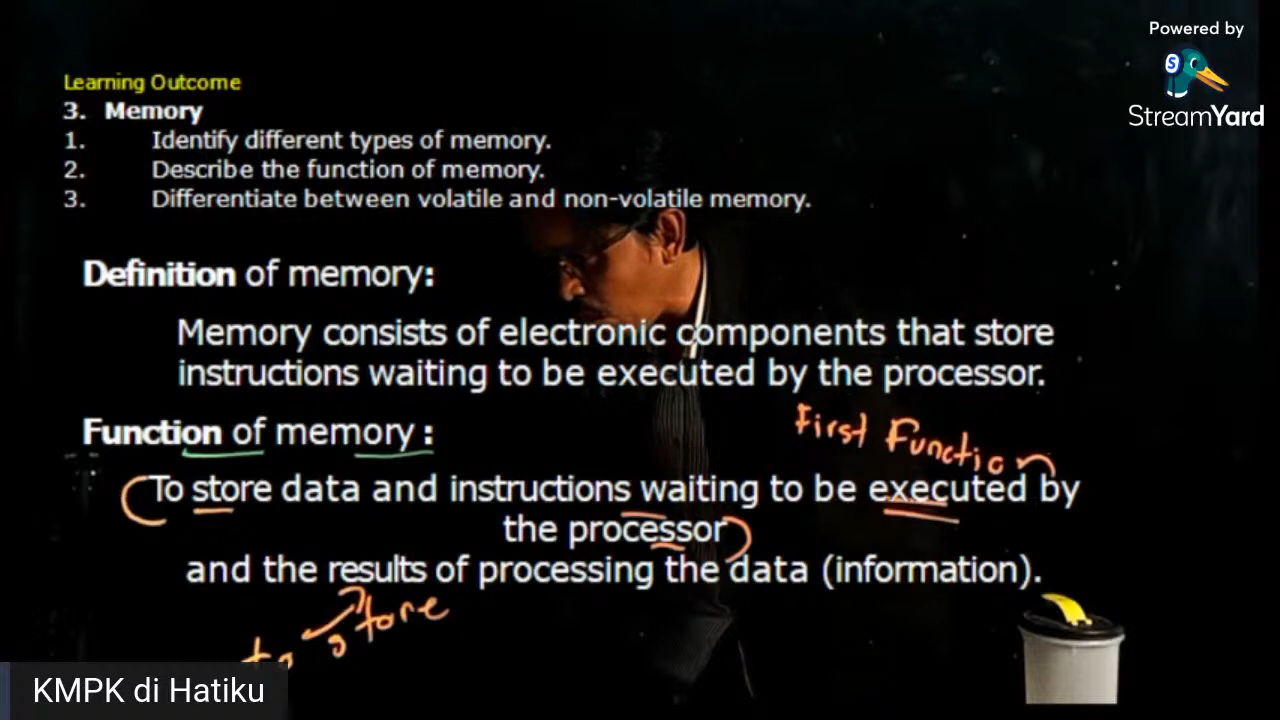 Powered by
S
StreamYard
Learning Outcome
3. Memory
1. Identify different types of memory.
2. Describe the function of memory.
3. Differentiate between volatile and non-volatile memory.
Definition of memory:
Memory consists of electronic components that store
instructions waiting to be executed by the processor.
Function of memory :
First Function
To store data and instructions waiting to be executed by
the processor
and the results of processing the data (information).
to store
KMPK di Hatiku